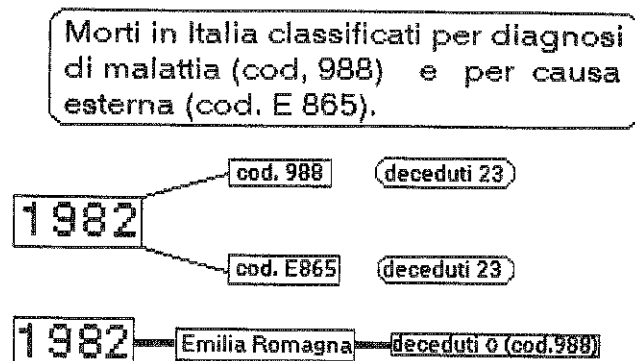 Morti in Italia classificati per diagnosi
di malattia (cod, 988) e per causa
esterna (cod. E 865).
cod. 988 deceduti 23
1982
cod. E865 deceduti 23
1982 Emilia Romagna deceduti 0 (cod.988)